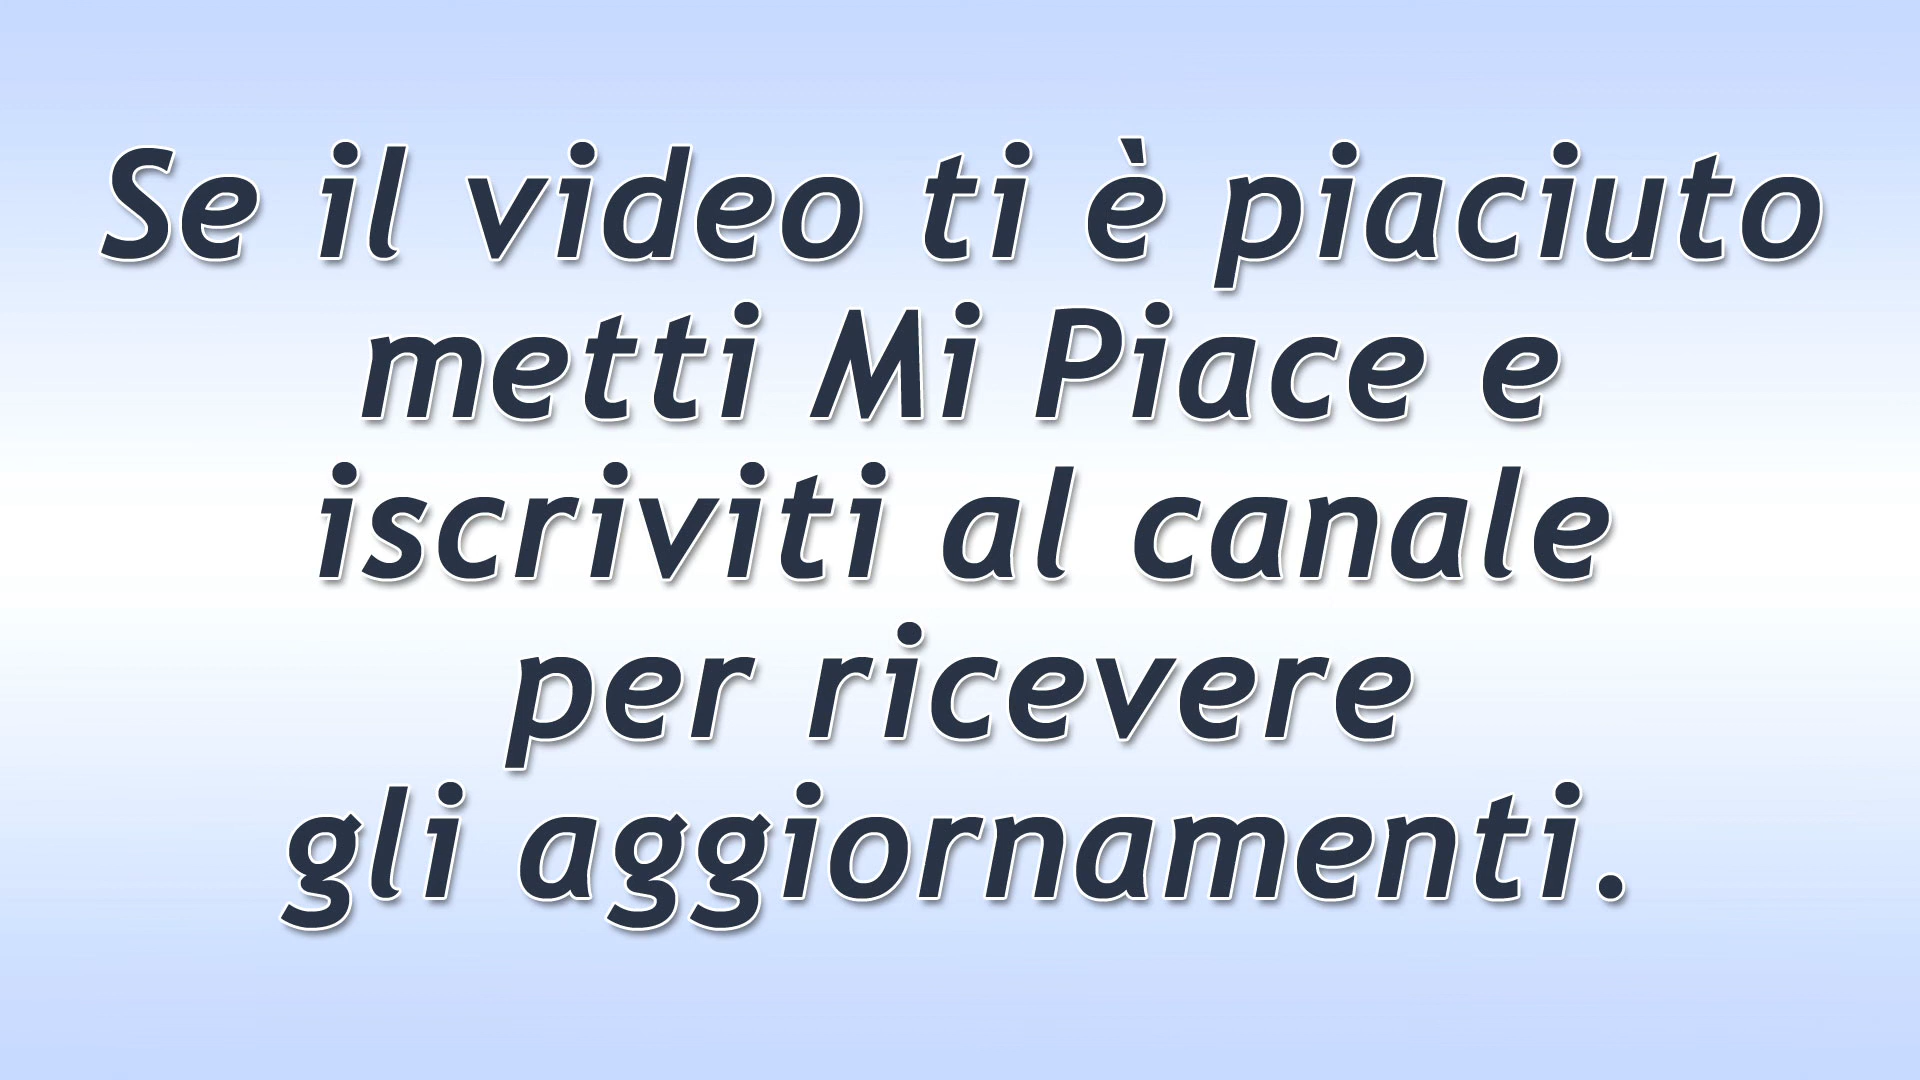 Se il video ti è piaciuto
metti Mi Piace e
iscriviti al canale
per ricevere
gli aggiornamenti.